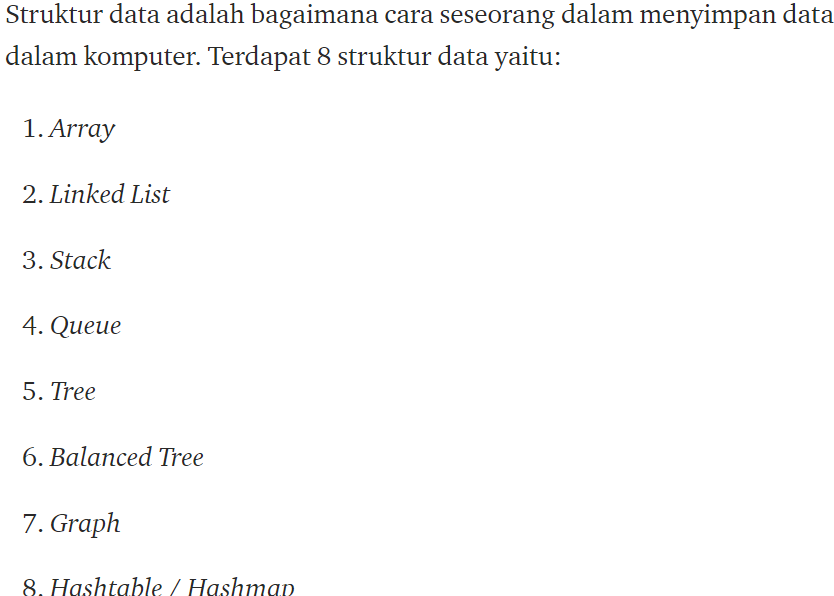 Struktur data adalah bagaimana cara seseorang dalam menyimpan data
dalam komputer. Terdapat 8 struktur data yaitu:
1. Array
2. Linked List
3. Stack
4. Queue
5. Tree
6. Balanced Tree
7. Graph
8. Hashtable / Hashmap